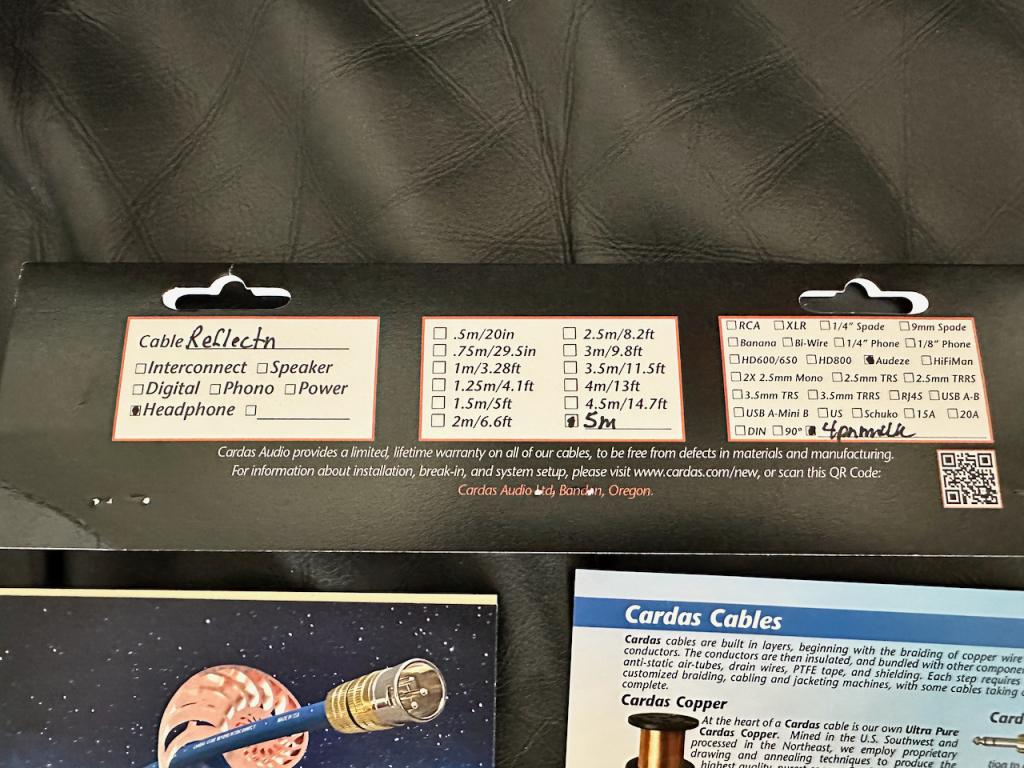 Cable Reflectn
Interconnect Speaker
Digital Phono Power
Headphone
.5m/20in
.75m/29.5in
1m/3.28ft
1.25m/4.1ft
1.5m/5ft
2m/6.6ft
2.5m/8.2ft
3m/9.8ft
3.5m/11.5ft
4m/13ft
4.5m/14.7ft
5m
RCA XLR 1/4" Spade 9mm Spade
Banana Bi-Wire 1/4" Phone 1/8" Phone
HD600/650 HD800 Audeze HiFiMan
2X 2.5mm Mono 2.5mm TRS 2.5mm TRRS
3.5mm TRS 3.5mm TRRS RJ45 USB A-B
USB A-Mini B US Schuko 15A 20A
DIN 90°
Cardas Audio provides a limited, lifetime warranty on all of our cables, to be free from defects in materials and manufacturing.
For information about installation, break-in, and system setup, please visit www.cardas.com/new, or scan this QR Code:
Cardas Audio Ltd, Bandon, Oregon.
MADE IN USA
Cardas Cables
Cardas cables are built in layers, beginning with the braiding of copper wire
conductors. The conductors are then insulated, and bundled with other
anti-static air-tubes, drain wires, PTFE tape, and shielding. Each step requires
customized braiding, cabling and jacketing machines, with some cables taking
complete.
Cardas Copper
At the heart of a Cardas cable is our own Ultra Pure
Cardas Copper. Mined in the U.S. Southwest and
processed in the Northeast, we employ proprietary
drawing and annealing techniques to produce the
highest quality, purest